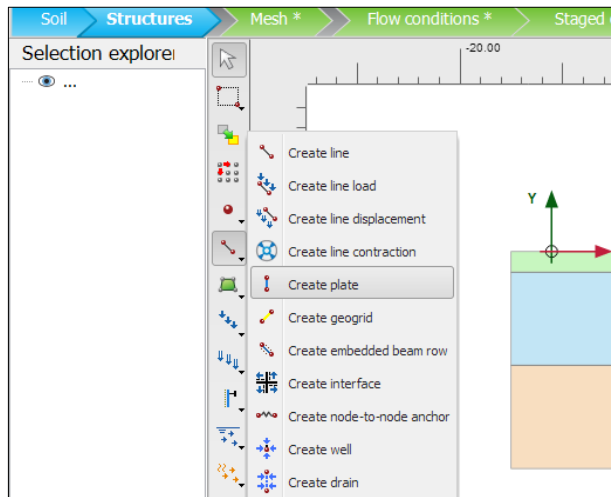 Soil Structures Mesh * Flow conditions * Staged
Selection explorer
...
-20.00
Create line
Create line load
Create line displacement
Create line contraction
Create plate
Create geogrid
Create embedded beam row
Create interface
Create node-to-node anchor
Create well
Create drain
Y